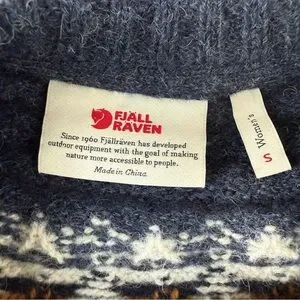 FJÄLL
RÄVEN
Since 1960 Fjällräven has developed
outdoor equipment with the goal of making
nature more accessible to people.
Made in China
Women's
S